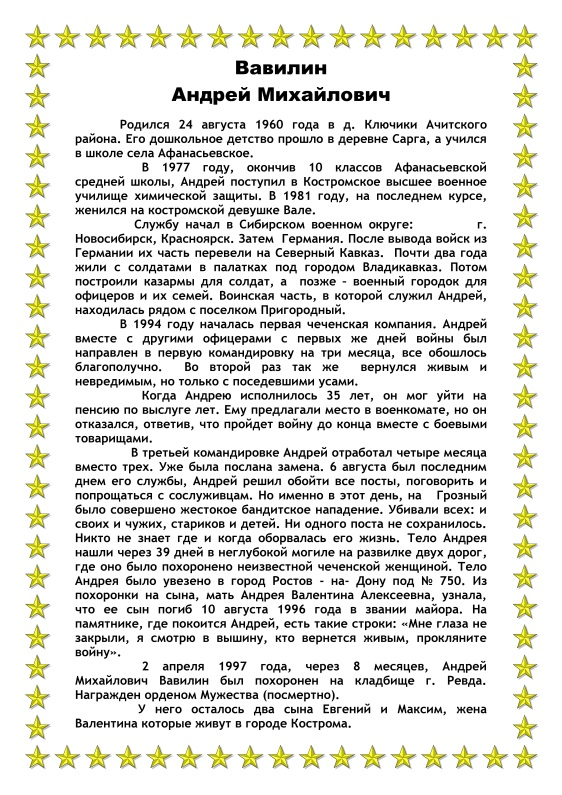 Вавилин
Андрей Михайлович
Родился 24 августа 1960 года в д. Ключики Ачитского
района. Его дошкольное детство прошло в деревне Сарга, а учился
в школе села Афанасьевское.
В 1977 году, окончив 10 классов Афанасьевской
средней школы, Андрей поступил в Костромское высшее военное
училище химической защиты. В 1981 году, на последнем курсе,
женился на костромской девушке Вале.
Службу начал в Сибирском военном округе: г.
Новосибирск, Красноярск. Затем Германия. После вывода войск из
Германии их часть перевели на Северный Кавказ. Почти два года
жили с солдатами в палатках под городом Владикавказ. Потом
построили казармы для солдат, а позже – военный городок для
офицеров и их семей. Воинская часть, в которой служил Андрей,
находилась рядом с поселком Пригородный.
В 1994 году началась первая чеченская компания. Андрей
вместе с другими офицерами с первых же дней войны был
направлен в первую командировку на три месяца, все обошлось
благополучно. Во второй раз так же вернулся живым и
невредимым, но только с поседевшими усами.
Когда Андрею исполнилось 35 лет, он мог уйти на
пенсию по выслуге лет. Ему предлагали место в военкомате, но он
отказался, ответив, что пройдет войну до конца вместе с боевыми
товарищами.
В третьей командировке Андрей отработал четыре месяца
вместо трех. Уже была послана замена. 6 августа был последним
днем его службы, Андрей решил обойти все посты, поговорить и
попрощаться с сослуживцам. Но именно в этот день, на Грозный
было совершено жестокое бандитское нападение. Убивали всех: и
своих и чужих, стариков и детей. Ни одного поста не сохранилось.
Никто не знает где и когда оборвалась его жизнь. Тело Андрея
нашли через 39 дней в неглубокой могиле на развилке двух дорог,
где оно было похоронено неизвестной чеченской женщиной. Тело
Андрея было увезено в город Ростов - на- Дону под № 750. Из
похоронки на сына, мать Андрея Валентина Алексеевна, узнала,
что ее сын погиб 10 августа 1996 года в звании майора. На
памятнике, где покоится Андрей, есть такие строки: «Мне глаза не
закрыли, я смотрю в вышину, кто вернется живым, прокляните
войну».
2 апреля 1997 года, через 8 месяцев, Андрей
Михайлович Вавилин был похоронен на кладбище г. Ревда.
Награжден орденом Мужества (посмертно).
У него осталось два сына Евгений и Максим, жена
Валентина которые живут в городе Кострома.